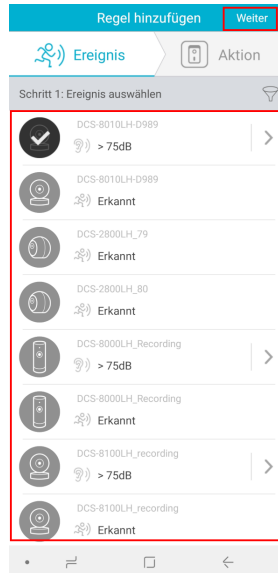 Regel hinzufügen
Weiter
Ereignis
Aktion
Schritt 1: Ereignis auswählen
DCS-8010LH-D989
> 75dB
DCS-8010LH-D989
Erkannt
DCS-2800LH_79
Erkannt
DCS-2800LH_80
Erkannt
DCS-8000LH_Recording
> 75dB
DCS-8000LH_Recording
Erkannt
DCS-8100LH_recording
> 75dB
DCS-8100LH_recording
Erkannt